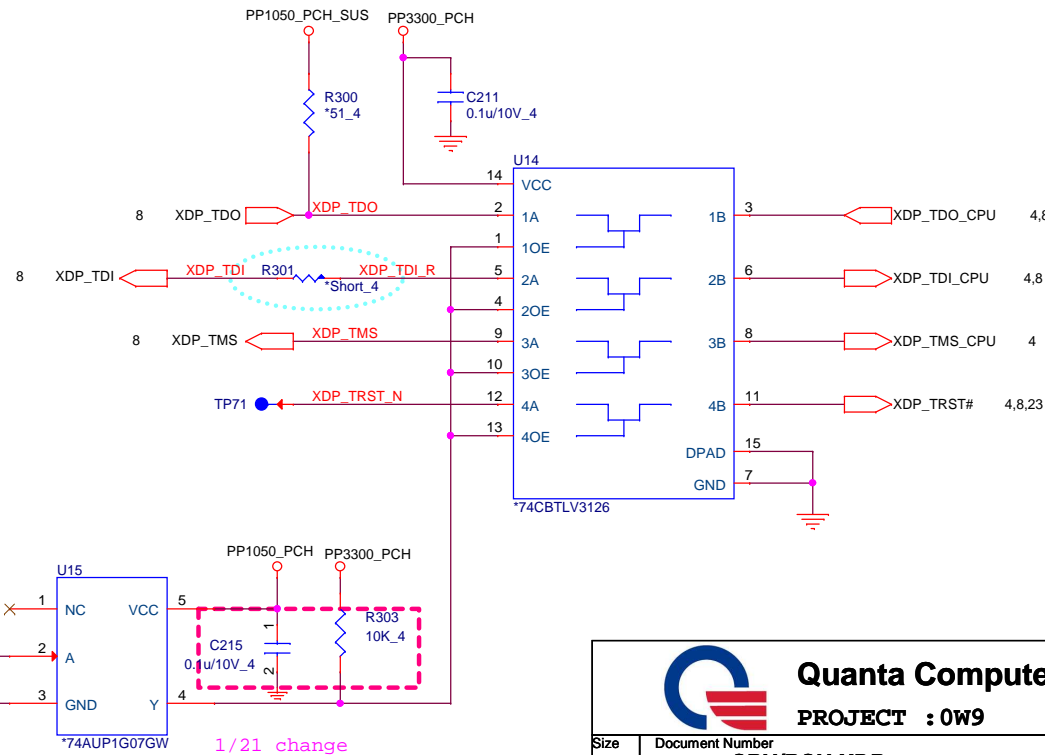 PP1050_PCH_SUS PP3300_PCH
R300
*51_4
C211
0.1u/10V_4
U14
14 VCC
8 XDP_TDO XDP_TDO 2 1A 1B 3 XDP_TDO_CPU 4,8
1 1OE
8 XDP_TDI XDP_TDI R301 *Short_4 XDP_TDI_R 5 2A 2B 6 XDP_TDI_CPU 4,8
4 2OE
8 XDP_TMS XDP_TMS 9 3A 3B 8 XDP_TMS_CPU 4
10 3OE
TP71 XDP_TRST_N 12 4A 4B 11 XDP_TRST# 4,8,23
13 4OE
DPAD 15
GND 7
*74CBTLV3126
PP1050_PCH PP3300_PCH
U15
1 NC VCC 5
2 A
3 GND Y 4
*74AUP1G07GW
1
C215
0.1u/10V_4
2
R303
10K_4
1/21 change
Quanta Compute
PROJECT : 0W9
Size Document Number